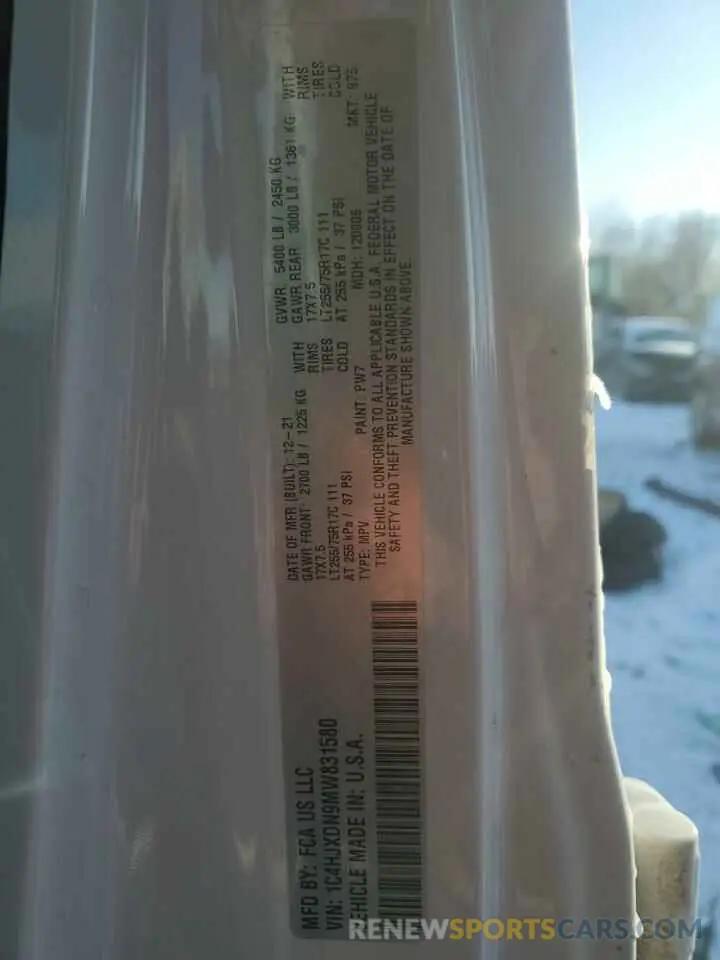 MFD BY: FCA US LLC
VIN: 1C4HJXDN9MW831580
VEHICLE MADE IN: U.S.A.
DATE OF MFR (BUILT): 12-21
GAWR FRONT: 2700 LB / 1225 KG WITH
17X7.5 RIMS
LT255/75R17C 111 TIRES
AT 255 kPa / 37 PSI COLD
TYPE: MPV
GVWR 5400 LB / 2450 KG
GAWR REAR 3000 LB / 1361 KG WITH
17X7.5 RIMS
LT255/75R17C 111 TIRES
AT 255 kPa / 37 PSI COLD
PAINT: PW7 MDH: 120805 MKT: 875
THIS VEHICLE CONFORMS TO ALL APPLICABLE U.S.A. FEDERAL MOTOR VEHICLE
SAFETY AND THEFT PREVENTION STANDARDS IN EFFECT ON THE DATE OF
MANUFACTURE SHOWN ABOVE.
RENEWSPORTSCARS.COM